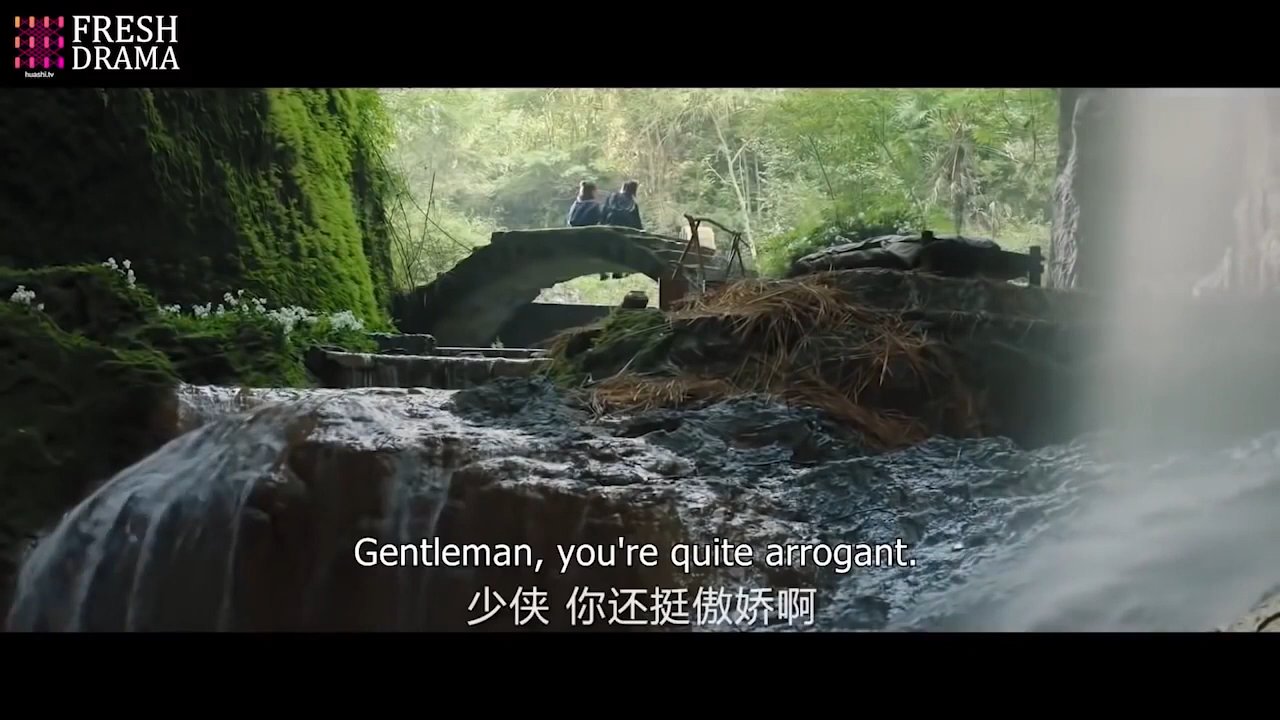 FRESH
DRAMA
huashi.tv
Gentleman, you're quite arrogant.
少侠 你还挺傲娇啊